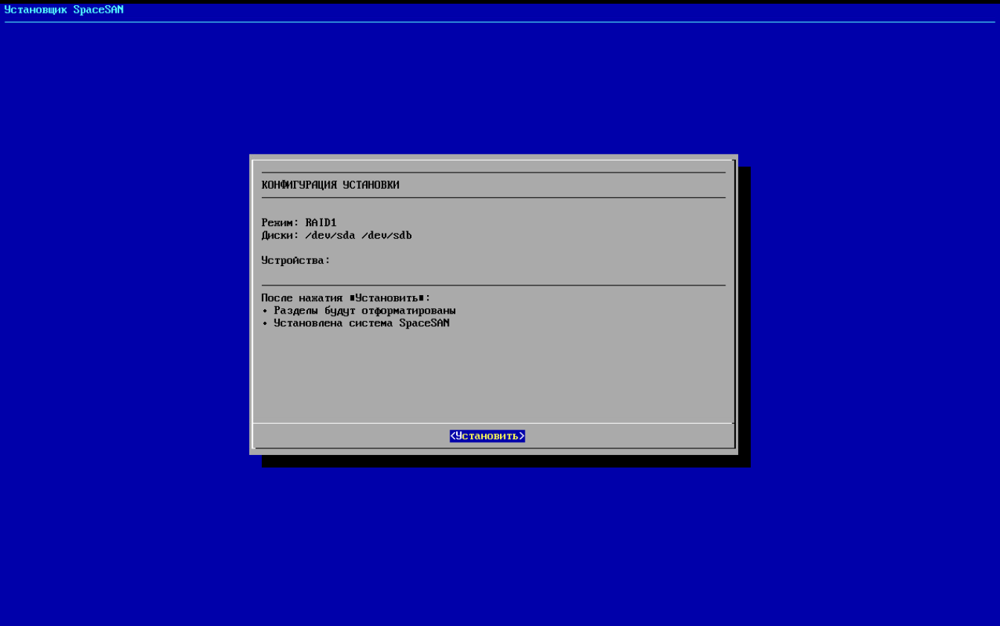 Установщик SpaceSAN
КОНФИГУРАЦИЯ УСТАНОВКИ
Режим: RAID1
Диски: /dev/sda /dev/sdb
Устройства:
После нажатия ∎Установить∎:
• Разделы будут отформатированы
• Установлена система SpaceSAN
<Установить>